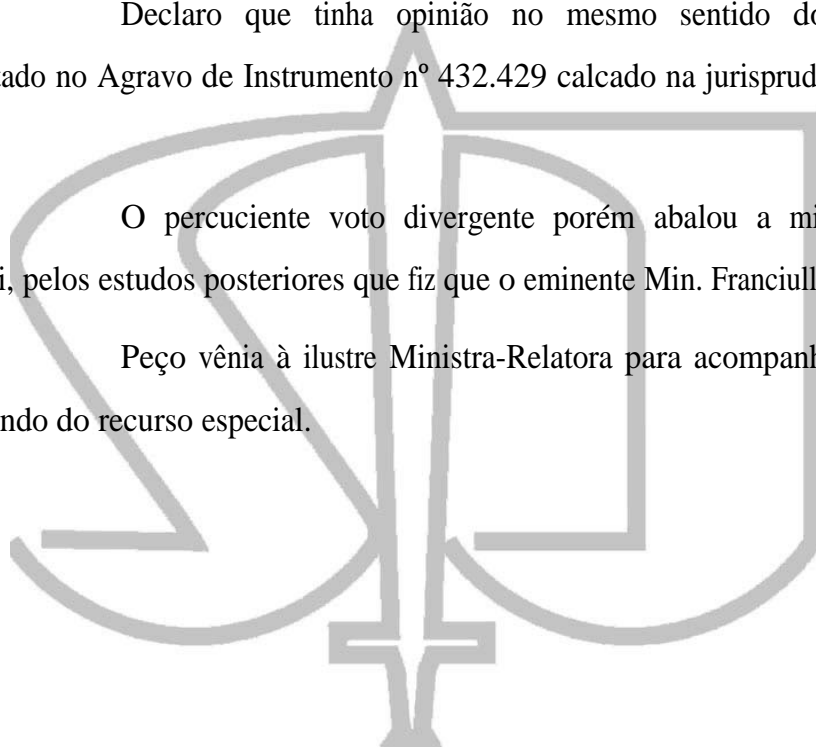 Declaro que tinha opinião no mesmo sentido do
tado no Agravo de Instrumento nº 432.429 calcado na jurisprud
O percuciente voto divergente porém abalou a mi
i, pelos estudos posteriores que fiz que o eminente Min. Franciull
Peço vênia à ilustre Ministra-Relatora para acompanh
ndo do recurso especial.